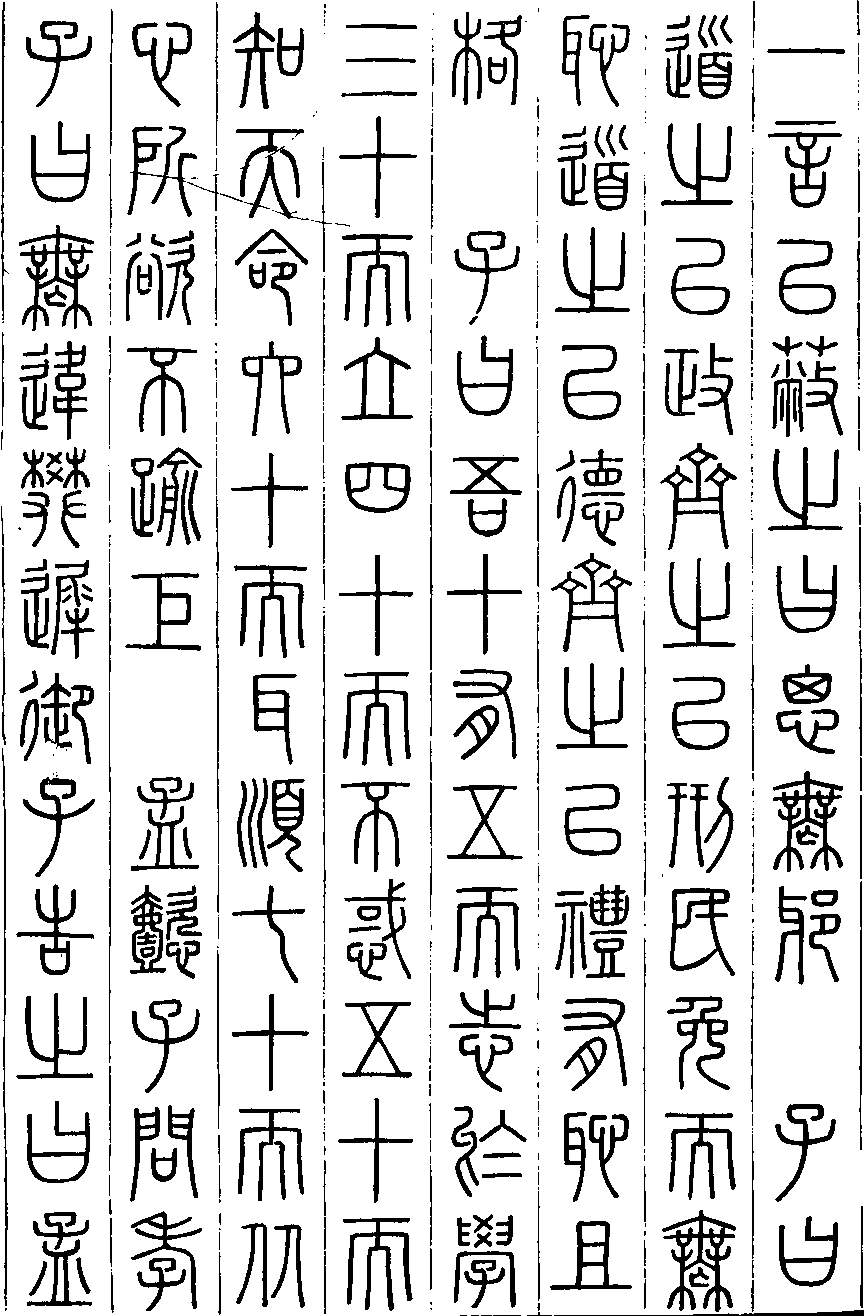 一言以蔽之曰思無邪　子曰
道之以政齊之以刑民免而無
恥道之以德齊之以禮有恥且
格　子曰吾十有五而志於學
三十而立四十而不惑五十而
知天命六十而耳順七十而从
心所欲不踰巨　孟懿子問孝
子曰無違樊遲御子告之曰孟